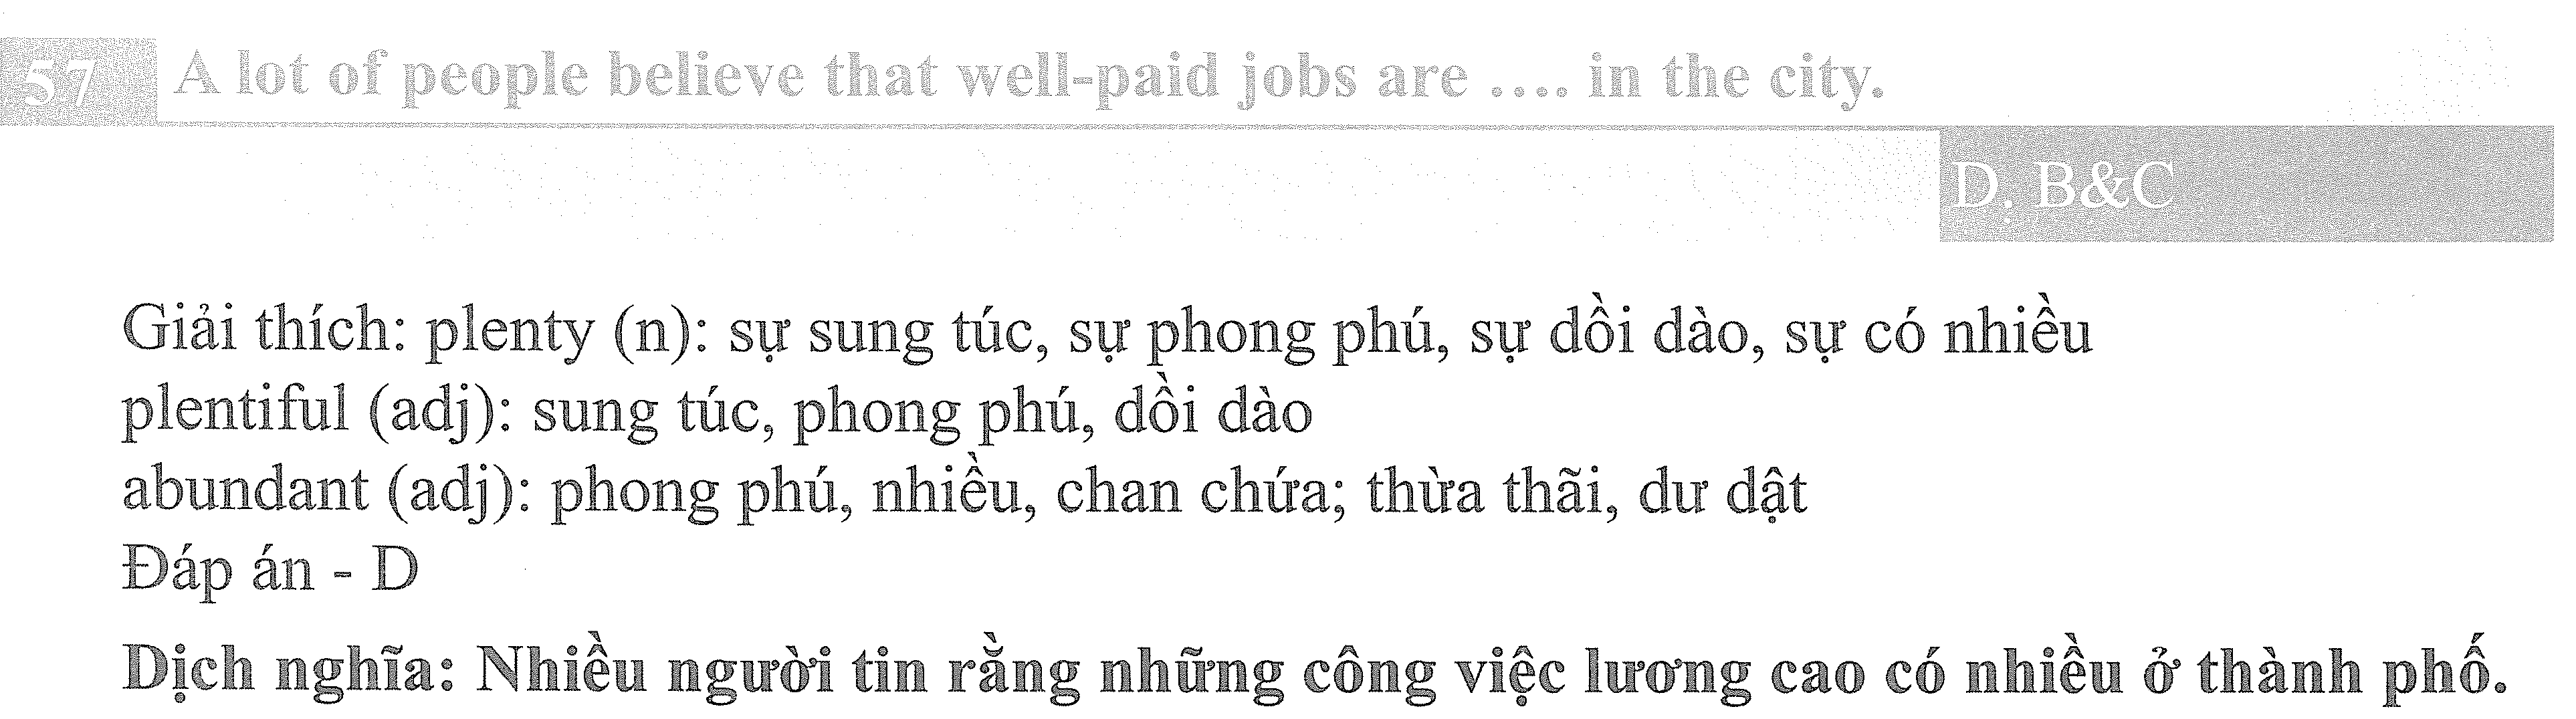 57 A lot of people believe that well-paid jobs are .... in the city.
D. B&C
Giải thích: plenty (n): sự sung túc, sự phong phú, sự dồi dào, sự có nhiều
plentiful (adj): sung túc, phong phú, dồi dào
abundant (adj): phong phú, nhiều, chan chứa; thừa thãi, dư dật
Đáp án - D
Dịch nghĩa: Nhiều người tin rằng những công việc lương cao có nhiều ở thành phố.